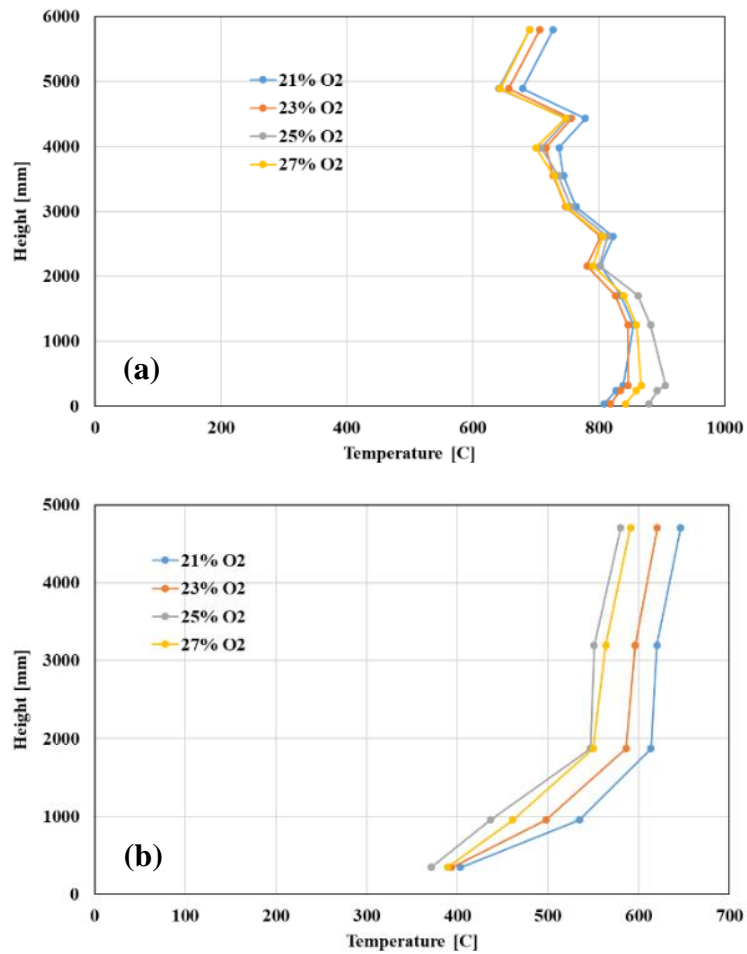 6000
5000
4000
3000
2000
1000
0
Height [mm]
21% O2
23% O2
25% O2
27% O2
(a)
0 200 400 600 800 1000
Temperature [C]
5000
4000
3000
2000
1000
0
Height [mm]
21% O2
23% O2
25% O2
27% O2
(b)
0 100 200 300 400 500 600 700
Temperature [C]